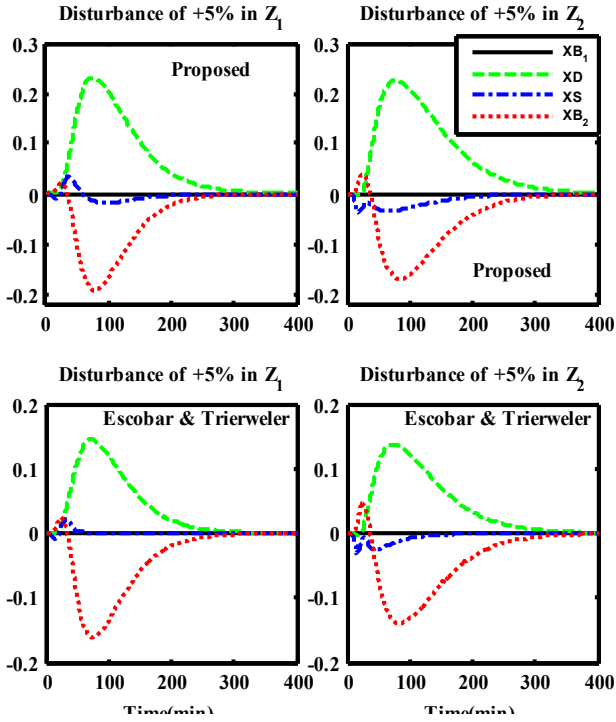 Disturbance of +5% in Z1
Disturbance of +5% in Z2
0.3
0.2
0.1
0
-0.1
-0.2
0 100 200 300 400
Proposed
0.3
0.2
0.1
0
-0.1
-0.2
0 100 200 300 400
XB1
XD
XS
XB2
Proposed
Disturbance of +5% in Z1
Disturbance of +5% in Z2
0.2
0.1
0
-0.1
-0.2
0 100 200 300 400
Escobar & Trierweler
Time(min)
0.2
0.1
0
-0.1
-0.2
0 100 200 300 400
Escobar & Trierweler
Time(min)